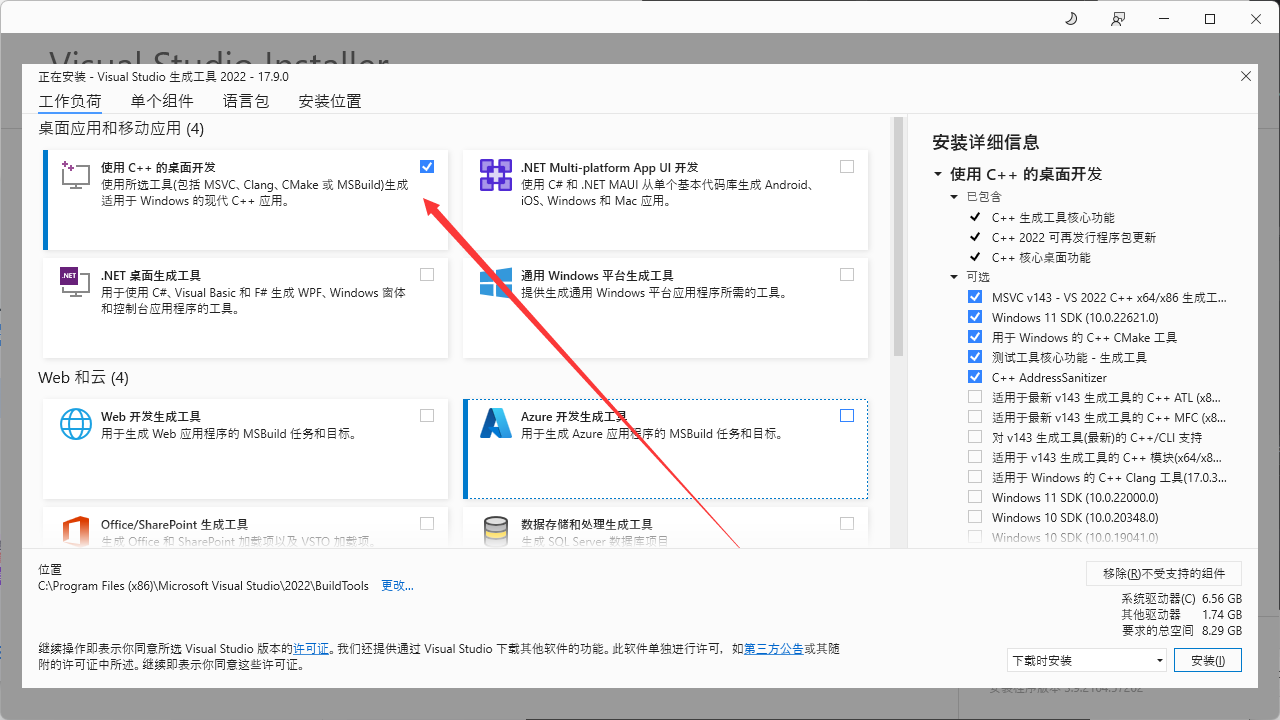 Visual Studio Installer
正在安装 - Visual Studio 生成工具 2022 - 17.9.0
工作负荷 单个组件 语言包 安装位置
桌面应用和移动应用 (4)
使用 C++ 的桌面开发
使用所选工具(包括 MSVC、Clang、CMake 或 MSBuild)生成
适用于 Windows 的现代 C++ 应用。
.NET Multi-platform App UI 开发
使用 C# 和 .NET MAUI 从单个基本代码库生成 Android、
iOS、Windows 和 Mac 应用。
.NET
.NET 桌面生成工具
用于使用 C#、Visual Basic 和 F# 生成 WPF、Windows 窗体
和控制台应用程序的工具。
通用 Windows 平台生成工具
提供生成通用 Windows 平台应用程序所需的工具。
Web 和云 (4)
Web 开发生成工具
用于生成 Web 应用程序的 MSBuild 任务和目标。
Azure 开发生成工具
用于生成 Azure 应用程序的 MSBuild 任务和目标。
Office/SharePoint 生成工具
生成 Office 和 SharePoint 加载项以及 VSTO 加载项。
数据存储和处理生成工具
生成 SQL Server 数据库项目
安装详细信息
使用 C++ 的桌面开发
已包含
C++ 生成工具核心功能
C++ 2022 可再发行程序包更新
C++ 核心桌面功能
可选
MSVC v143 - VS 2022 C++ x64/x86 生成工...
Windows 11 SDK (10.0.22621.0)
用于 Windows 的 C++ CMake 工具
测试工具核心功能 - 生成工具
C++ AddressSanitizer
适用于最新 v143 生成工具的 C++ ATL (x8...
适用于最新 v143 生成工具的 C++ MFC (x8...
对 v143 生成工具(最新)的 C++/CLI 支持
适用于 v143 生成工具的 C++ 模块(x64/x8...
适用于 Windows 的 C++ Clang 工具(17.0.3...
Windows 11 SDK (10.0.22000.0)
Windows 10 SDK (10.0.20348.0)
Windows 10 SDK (10.0.19041.0)
位置
C:\Program Files (x86)\Microsoft Visual Studio\2022\BuildTools 更改...
移除(R)不受支持的组件
系统驱动器(C) 6.56 GB
其他驱动器 1.74 GB
要求的总空间 8.29 GB
继续操作即表示你同意所选 Visual Studio 版本的许可证。我们还提供通过 Visual Studio 下载其他软件的功能。此软件单独进行许可，如第三方公告或其随
附的许可证中所述。继续即表示你同意这些许可证。
下载时安装
安装(I)